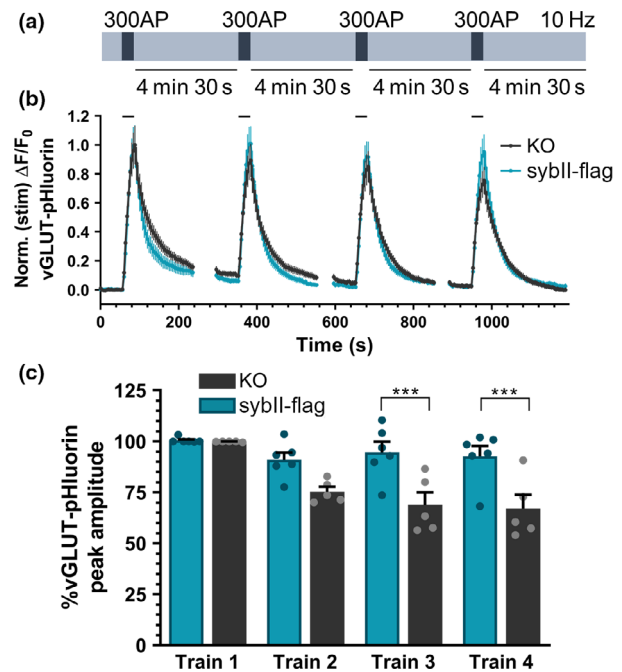 (a) 300AP 300AP 300AP 300AP 10 Hz
4 min 30 s 4 min 30 s 4 min 30 s 4 min 30 s
(b)
Norm. (stim) ΔF/F0
vGLUT-pHluorin
1.2
1.0
0.8
0.6
0.4
0.2
0.0
KO
sybII-flag
0 200 400 600 800 1000
Time (s)
(c)
KO
sybII-flag
%vGLUT-pHluorin
peak amplitude
125
100
75
50
25
0
*** ***
Train 1 Train 2 Train 3 Train 4